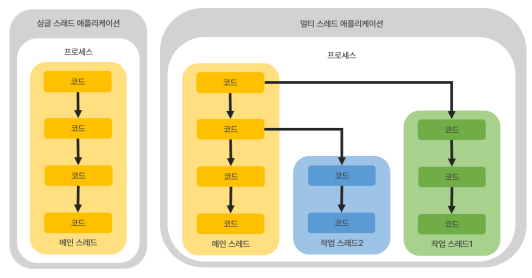 싱글 스레드 애플리케이션
프로세스
코드
코드
코드
코드
메인 스레드
멀티 스레드 애플리케이션
프로세스
코드
코드
코드
코드
메인 스레드
코드
코드
작업 스레드2
코드
코드
코드
작업 스레드1